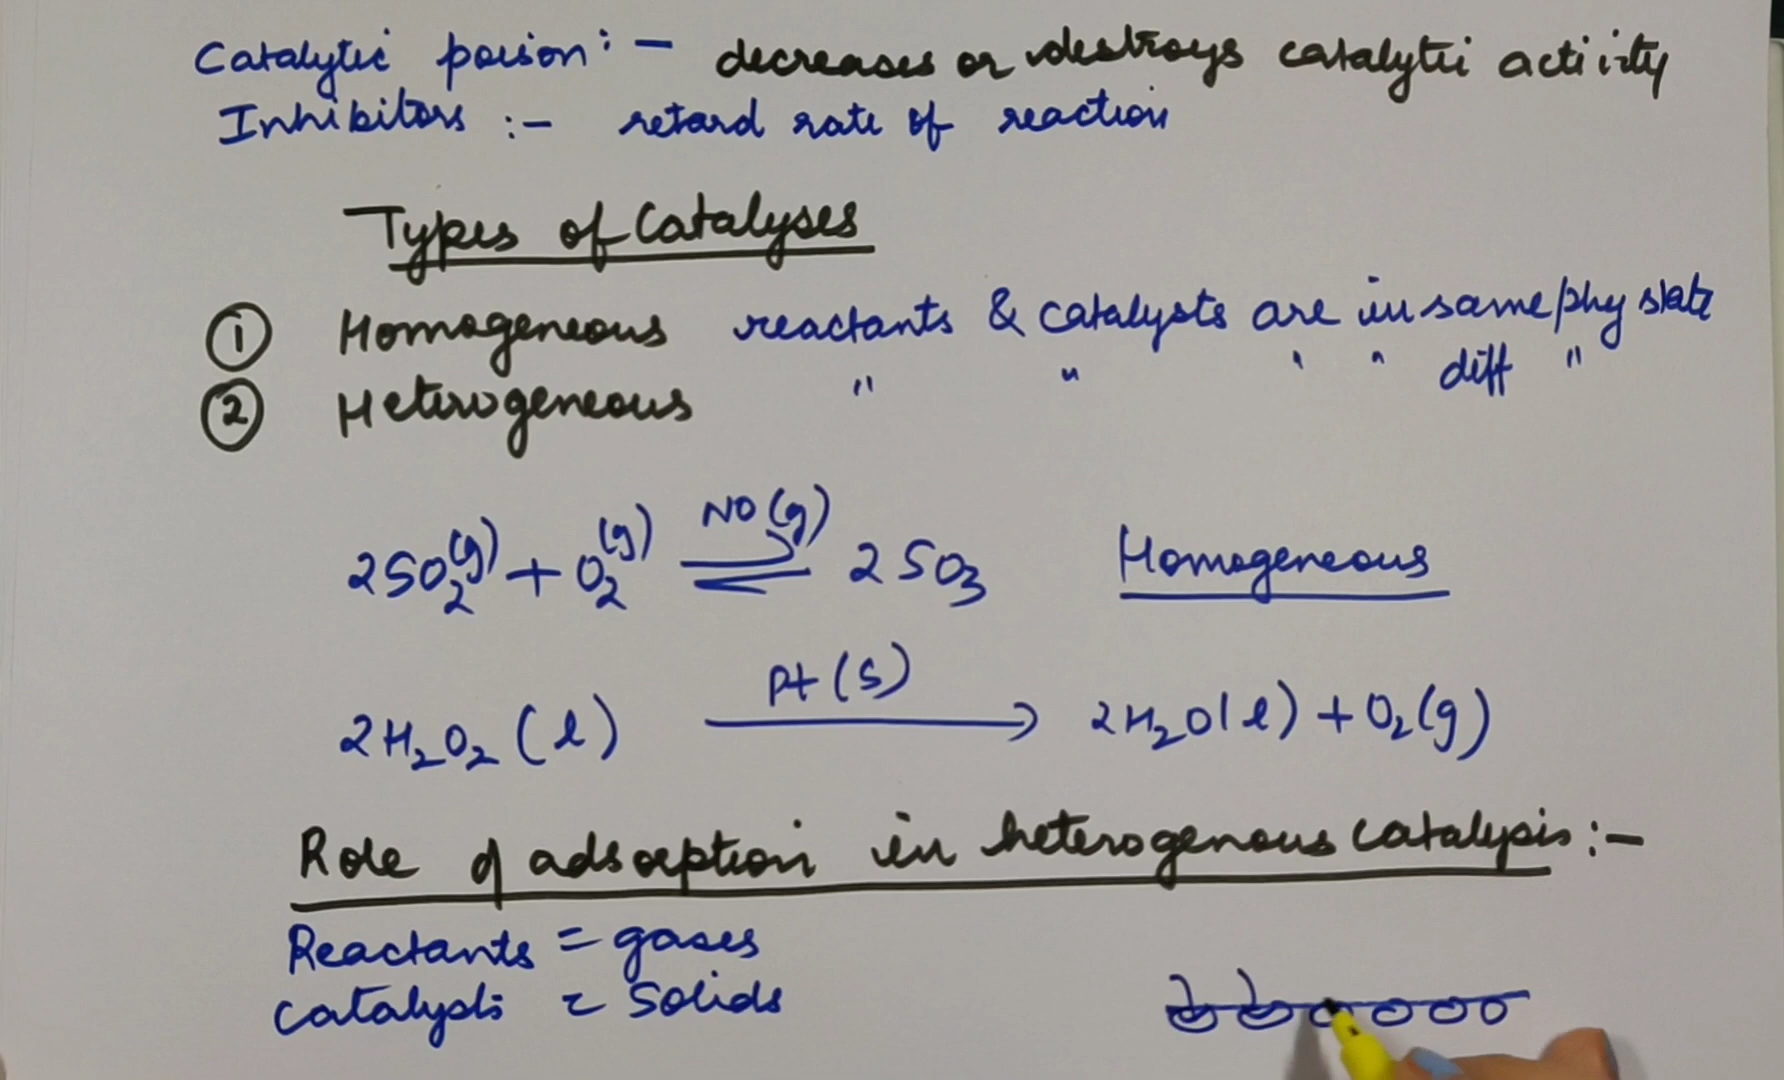 Catalytic poison :- decreases or destroys catalytic activity
Inhibitors :- retard rate of reaction
Types of Catalyses
① Homogeneous reactants & catalysts are in same phy state
② Heterogeneous " " " " diff "
2SO₂(g) + O₂(g) ⇌ NO(g) 2SO₃ Homogeneous
Pt(s)
2H₂O₂(l) → 2H₂O(l) + O₂(g)
Role of adsorption in heterogenous catalysis :-
Reactants = gases
Catalysts = Solids